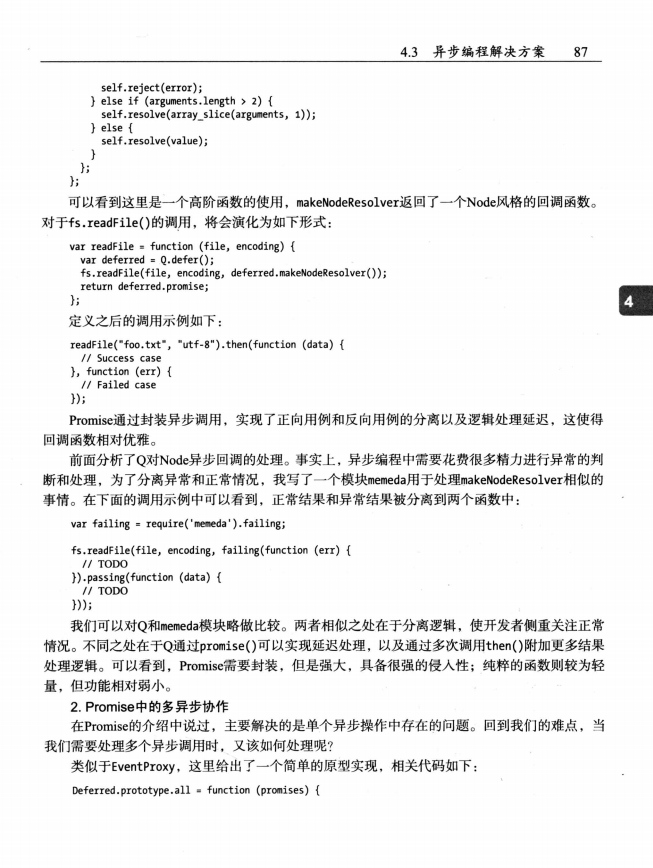 4.3 异步编程解决方案 87
self.reject(error);
} else if (arguments.length > 2) {
self.resolve(array_slice(arguments, 1));
} else {
self.resolve(value);
}
};
};
可以看到这里是一个高阶函数的使用，makeNodeResolver返回了一个Node风格的回调函数。
对于fs.readFile()的调用，将会演化为如下形式：
var readFile = function (file, encoding) {
var deferred = Q.defer();
fs.readFile(file, encoding, deferred.makeNodeResolver());
return deferred.promise;
};
4
定义之后的调用示例如下：
readFile("foo.txt", "utf-8").then(function (data) {
// Success case
}, function (err) {
// Failed case
});
Promise通过封装异步调用，实现了正向用例和反向用例的分离以及逻辑处理延迟，这使得
回调函数相对优雅。
前面分析了Q对Node异步回调的处理。事实上，异步编程中需要花费很多精力进行异常的判
断和处理，为了分离异常和正常情况，我写了一个模块memeda用于处理makeNodeResolver相似的
事情。在下面的调用示例中可以看到，正常结果和异常结果被分离到两个函数中：
var failing = require('memeda').failing;
fs.readFile(file, encoding, failing(function (err) {
// TODO
}).passing(function (data) {
// TODO
}));
我们可以对Q和memeda模块略做比较。两者相似之处在于分离逻辑，使开发者侧重关注正常
情况。不同之处在于Q通过promise()可以实现延迟处理，以及通过多次调用then()附加更多结果
处理逻辑。可以看到，Promise需要封装，但是强大，具备很强的侵入性；纯粹的函数则较为轻
量，但功能相对弱小。
2. Promise中的多异步协作
在Promise的介绍中说过，主要解决的是单个异步操作中存在的问题。回到我们的难点，当
我们需要处理多个异步调用时，又该如何处理呢？
类似于EventProxy，这里给出了一个简单的原型实现，相关代码如下：
Deferred.prototype.all = function (promises) {